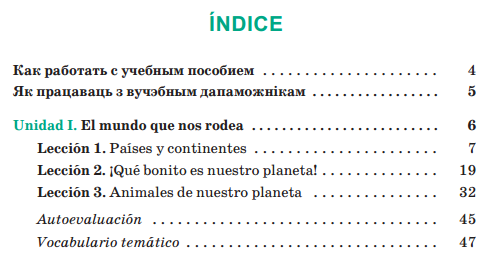 ÍNDICE
Как работать с учебным пособием . . . . . . . . . . . . . . . . . . . . . . . 4
Як працаваць з вучэбным дапаможнікам . . . . . . . . . . . . . . . . . 5
Unidad I. El mundo que nos rodea . . . . . . . . . . . . . . . . . . . . . . . . 6
Lección 1. Países y continentes . . . . . . . . . . . . . . . . . . . . . . . . 7
Lección 2. ¡Qué bonito es nuestro planeta! . . . . . . . . . . . . . . . . 19
Lección 3. Animales de nuestro planeta . . . . . . . . . . . . . . . . . 32
Autoevaluación . . . . . . . . . . . . . . . . . . . . . . . . . . . . . . . . . . . . . 45
Vocabulario temático . . . . . . . . . . . . . . . . . . . . . . . . . . . . . . . . . 47